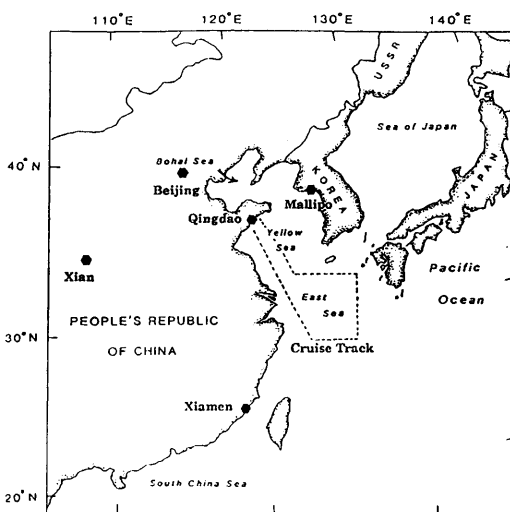 110°E
120°E
130°E
140°E
USSR
Sea of Japan
40°N
Bohai Sea
Beijing
KOREA
JAPAN
Mallipo
Qingdao
Yellow
Sea
Xian
Pacific
Ocean
East
Sea
PEOPLE'S REPUBLIC
OF CHINA
30°N
Cruise Track
Xiamen
South China Sea
20°N